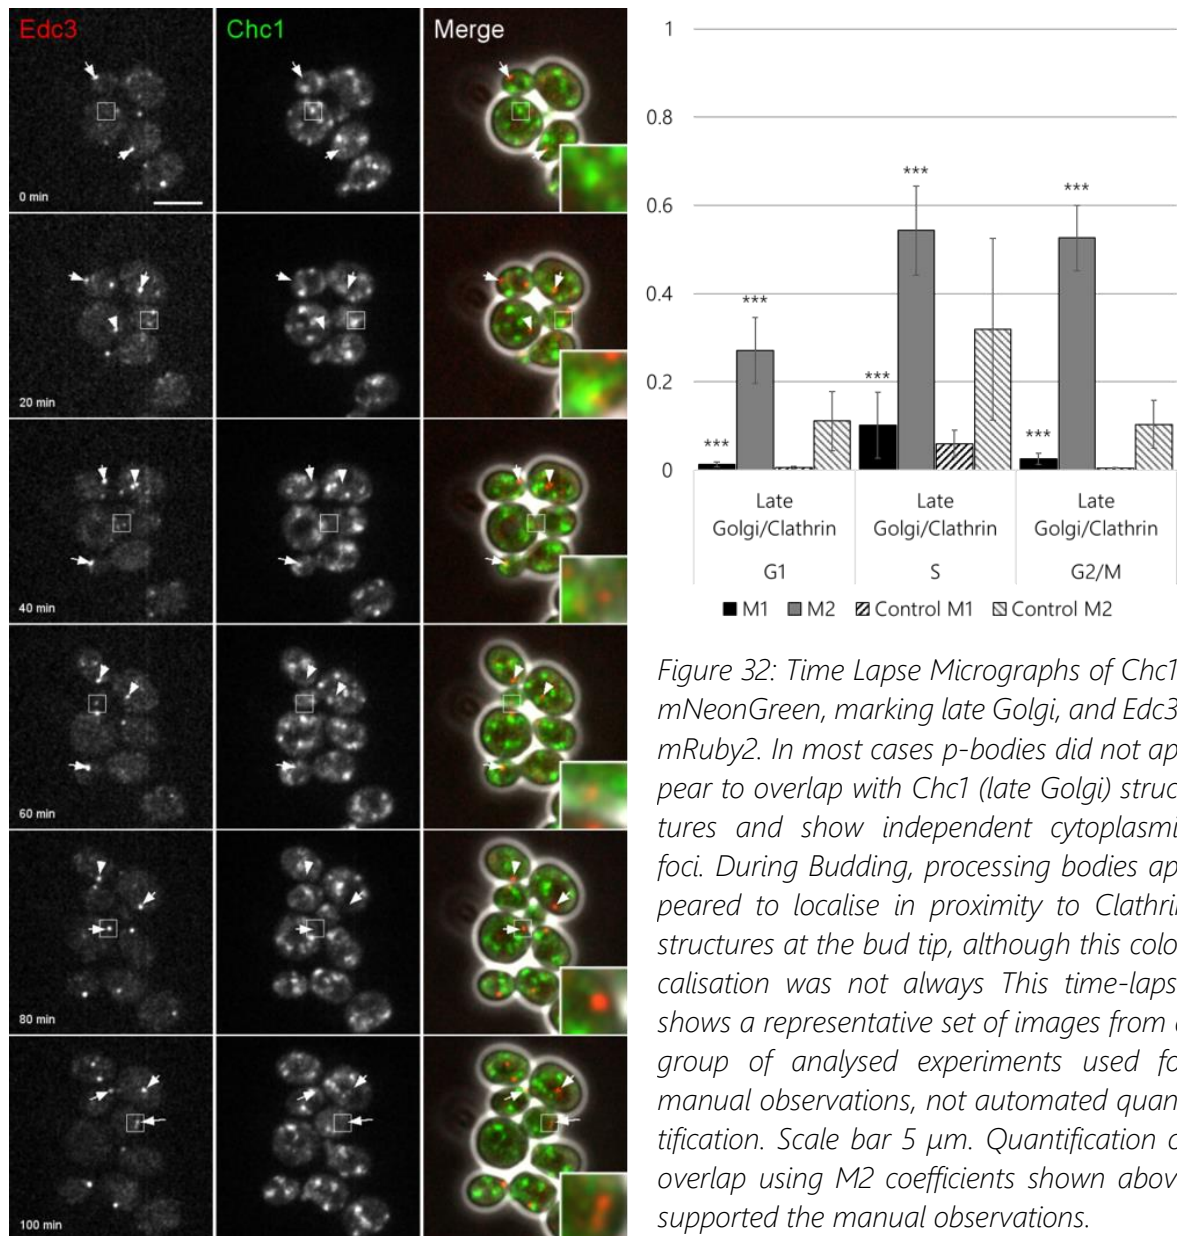 Edc3
Chc1
Merge
0 min
20 min
40 min
60 min
80 min
100 min
1
0.8
0.6
0.4
0.2
0
***
***
***
***
***
***
Late Golgi/Clathrin
Late Golgi/Clathrin
Late Golgi/Clathrin
G1
S
G2/M
M1
M2
Control M1
Control M2
Figure 32: Time Lapse Micrographs of Chc1
mNeonGreen, marking late Golgi, and Edc3
mRuby2. In most cases p-bodies did not ap
pear to overlap with Chc1 (late Golgi) struc
tures and show independent cytoplasmi
foci. During Budding, processing bodies ap
peared to localise in proximity to Clathri
structures at the bud tip, although this colo
calisation was not always This time-laps
shows a representative set of images from
group of analysed experiments used fo
manual observations, not automated quan
tification. Scale bar 5 µm. Quantification o
overlap using M2 coefficients shown abov
supported the manual observations.